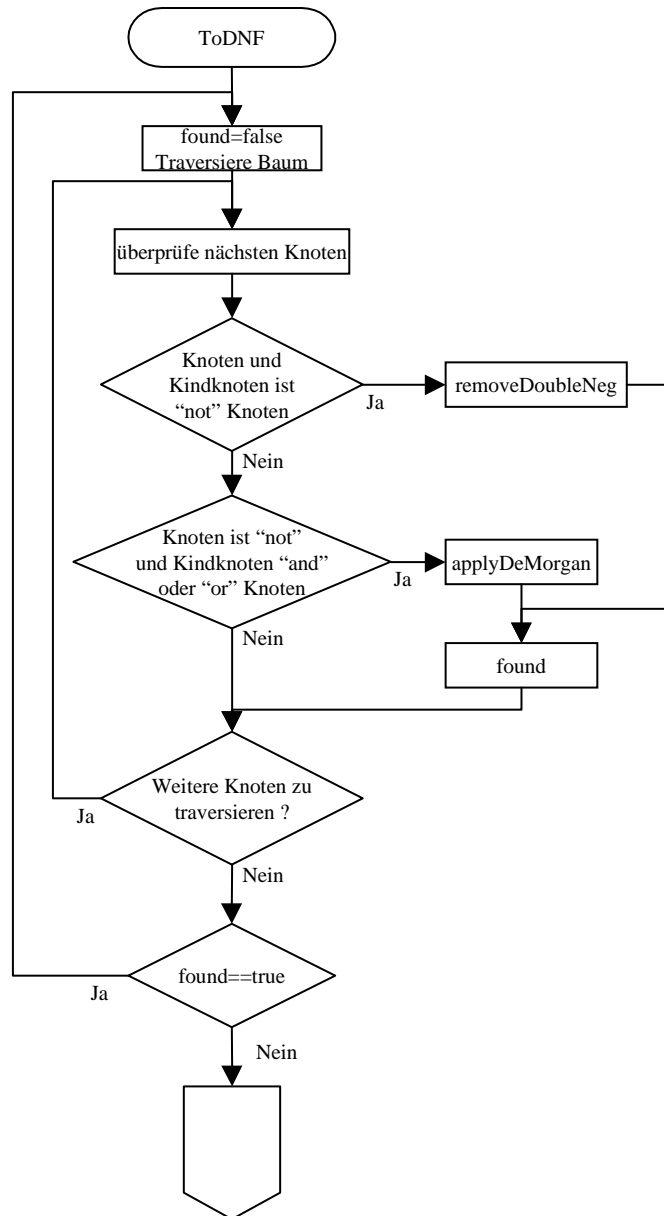 ToDNF
found=false
Traversiere Baum
überprüfe nächsten Knoten
Knoten und
Kindknoten ist
“not” Knoten
Ja
removeDoubleNeg
Nein
Knoten ist “not”
und Kindknoten “and”
oder “or” Knoten
Ja
applyDeMorgan
Nein
found
Weitere Knoten zu
traversieren ?
Ja
Nein
found==true
Ja
Nein